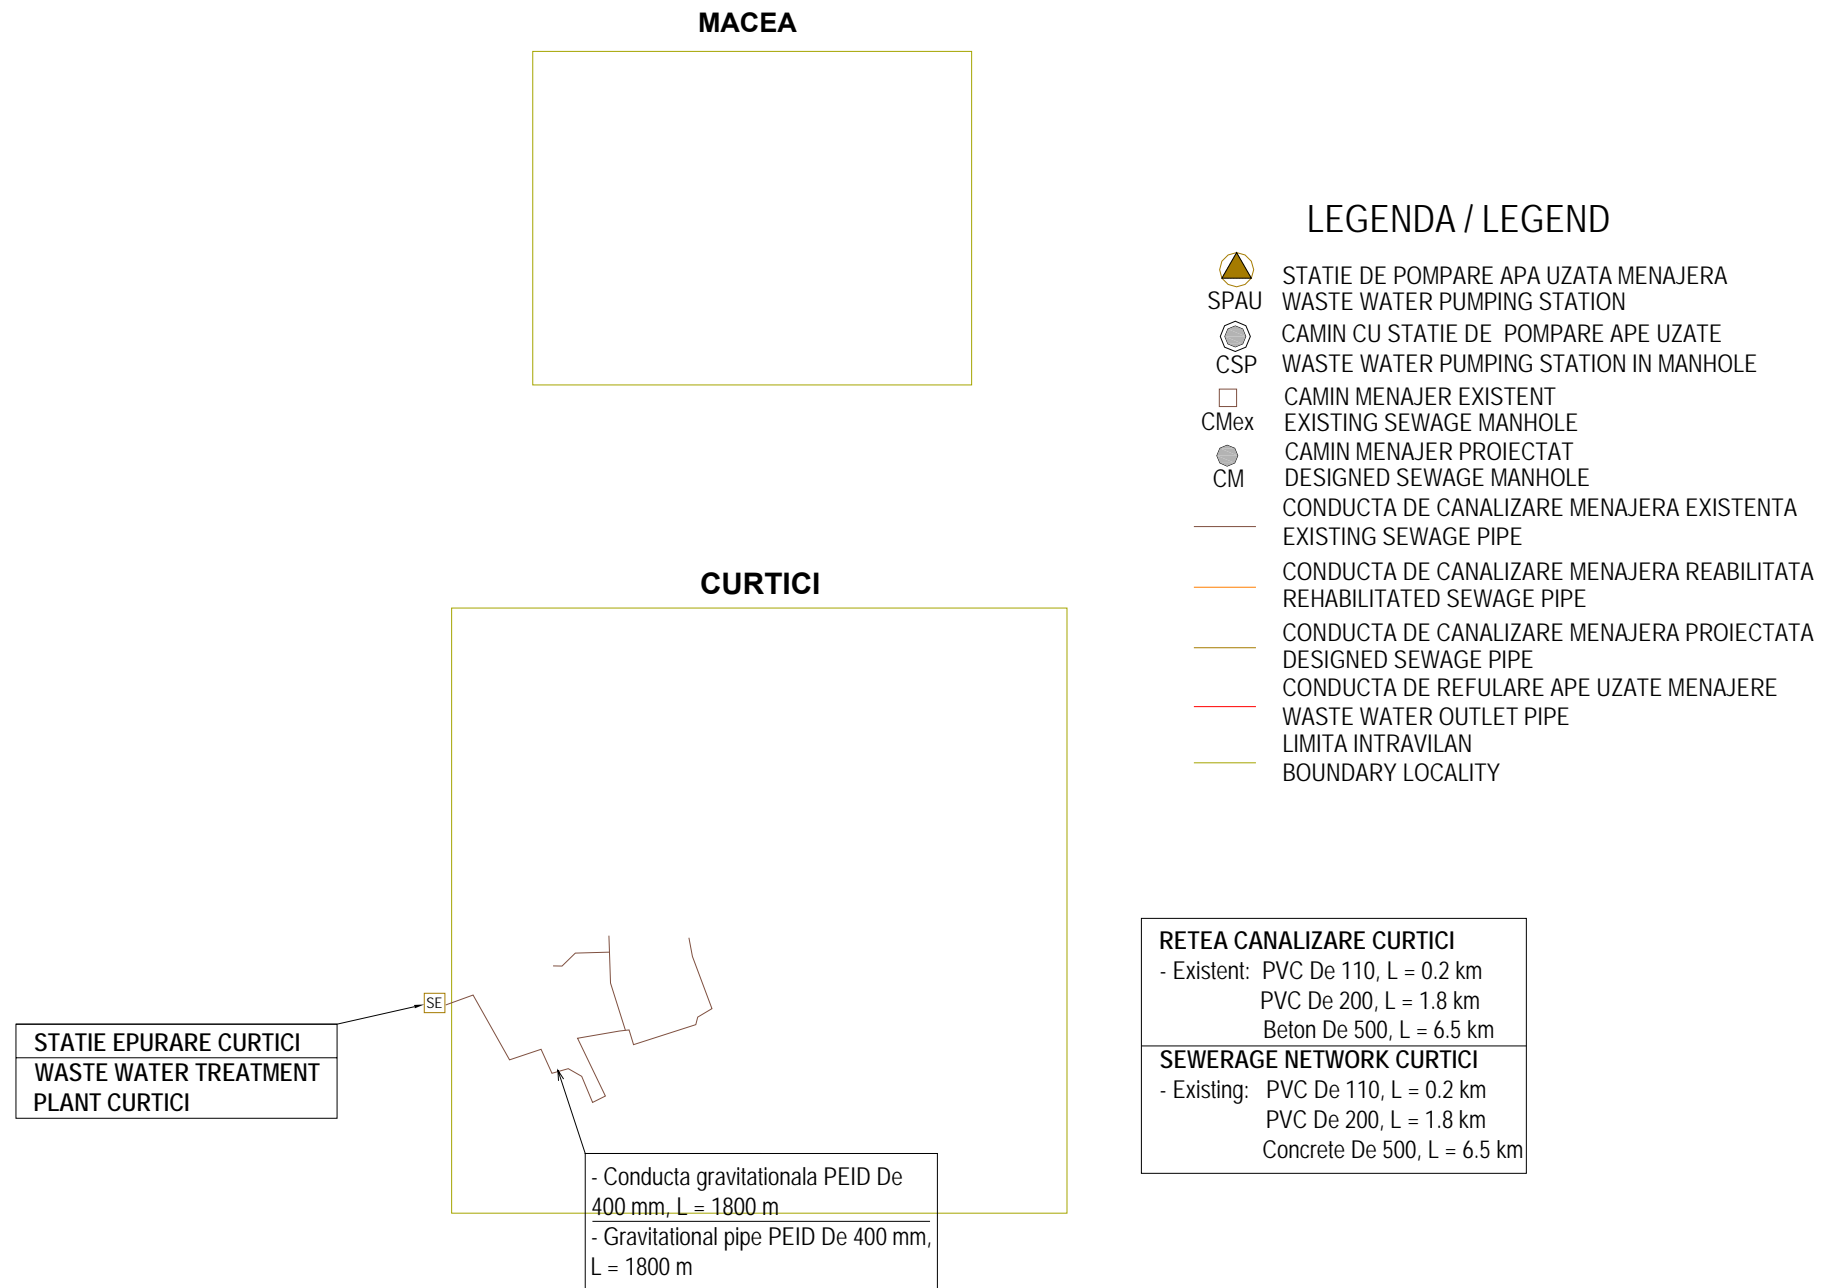 MACEA
LEGENDA / LEGEND
STATIE DE POMPARE APA UZATA MENAJERA
SPAU WASTE WATER PUMPING STATION
CAMIN CU STATIE DE POMPARE APE UZATE
CSP WASTE WATER PUMPING STATION IN MANHOLE
CAMIN MENAJER EXISTENT
CMex EXISTING SEWAGE MANHOLE
CAMIN MENAJER PROIECTAT
CM DESIGNED SEWAGE MANHOLE
CONDUCTA DE CANALIZARE MENAJERA EXISTENTA
EXISTING SEWAGE PIPE
CONDUCTA DE CANALIZARE MENAJERA REABILITATA
REHABILITATED SEWAGE PIPE
CONDUCTA DE CANALIZARE MENAJERA PROIECTATA
DESIGNED SEWAGE PIPE
CONDUCTA DE REFULARE APE UZATE MENAJERE
WASTE WATER OUTLET PIPE
LIMITA INTRAVILAN
BOUNDARY LOCALITY
CURTICI
SE
STATIE EPURARE CURTICI
WASTE WATER TREATMENT
PLANT CURTICI
- Conducta gravitationala PEID De
400 mm, L = 1800 m
- Gravitational pipe PEID De 400 mm,
L = 1800 m
RETEA CANALIZARE CURTICI
- Existent: PVC De 110, L = 0.2 km
PVC De 200, L = 1.8 km
Beton De 500, L = 6.5 km
SEWERAGE NETWORK CURTICI
- Existing: PVC De 110, L = 0.2 km
PVC De 200, L = 1.8 km
Concrete De 500, L = 6.5 km